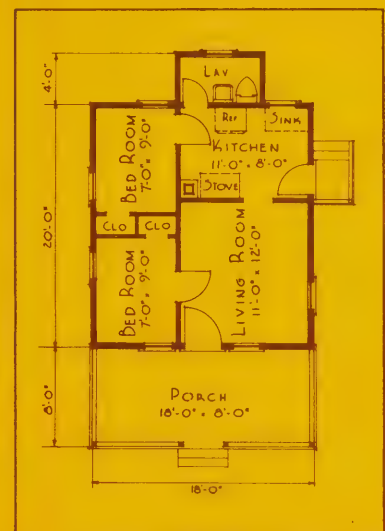 LAV
4'-0"
REF
SINK
KITCHEN
11'-0" × 8'-0"
BED ROOM
7'-0" × 9'-0"
STOVE
20'-0"
CLO
CLO
BED ROOM
7'-0" × 9'-0"
LIVING ROOM
11'-0" × 12'-0"
PORCH
18'-0" × 8'-0"
8'-0"
18'-0"